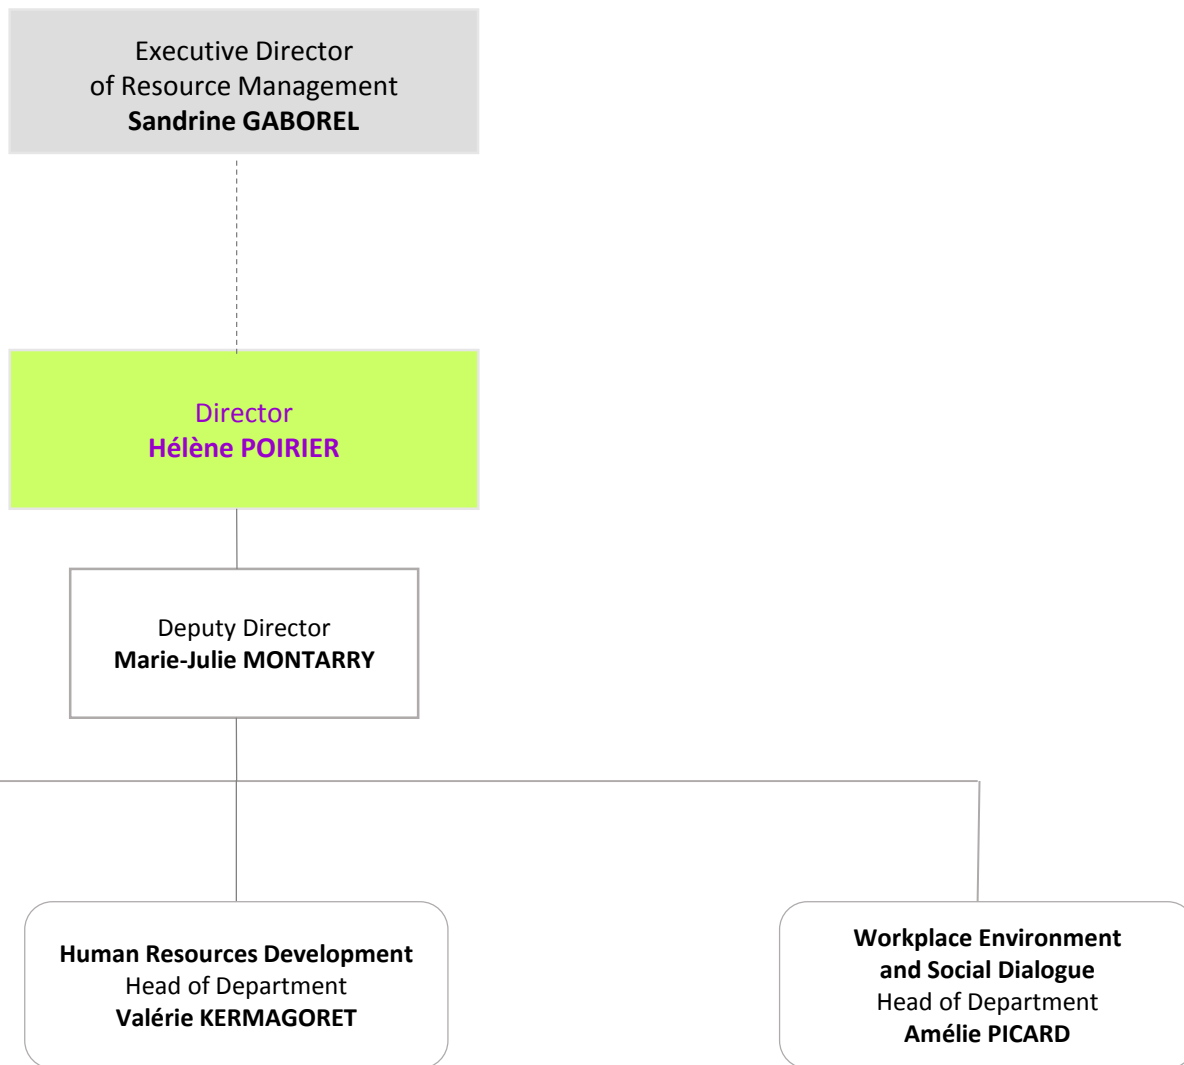 Executive Director
of Resource Management
Sandrine GABOREL
Director
Hélène POIRIER
Deputy Director
Marie-Julie MONTARRY
Human Resources Development
Head of Department
Valérie KERMAGORET
Workplace Environment
and Social Dialogue
Head of Department
Amélie PICARD